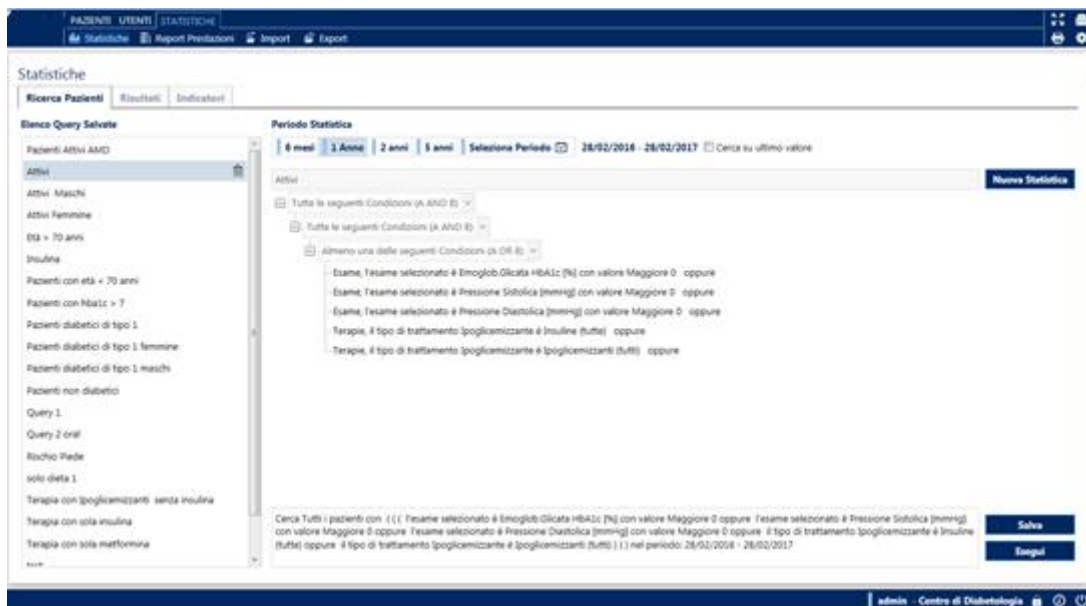 PAZIENTI UTENTI STATISTICHE
Statistiche Report Prestazioni Import Export
Statistiche
Ricerca Pazienti Risultati Indicatori
Elenco Query Salvate
Pazienti Attivi AMD
Attivi
Attivi Maschi
Attivi Femmine
Età > 70 anni
Insulina
Pazienti con età < 70 anni
Pazienti con hba1c > 7
Pazienti diabetici di tipo 1
Pazienti diabetici di tipo 1 femmine
Pazienti diabetici di tipo 1 maschi
Pazienti non diabetici
Query 1
Query 2 oral
Rischio Piede
solo dieta 1
Terapia con Ipoglicemizzanti senza insulina
Terapia con sola insulina
Terapia con sola metformina
Periodo Statistica
6 mesi 1 Anno 2 anni 5 anni Seleziona Periodo 28/02/2016 - 28/02/2017 Cerca su ultimo valore
Attivi Nuova Statistica
Tutte le seguenti Condizioni (A AND B)
Tutte le seguenti Condizioni (A AND B)
Almeno una delle seguenti Condizioni (A OR B)
Esame, l'esame selezionato è Emoglob.Glicata HbA1c [%] con valore Maggiore 0 oppure
Esame, l'esame selezionato è Pressione Sistolica [mmHg] con valore Maggiore 0 oppure
Esame, l'esame selezionato è Pressione Diastolica [mmHg] con valore Maggiore 0 oppure
Terapie, il tipo di trattamento Ipoglicemizzante è Insuline (tutte) oppure
Terapie, il tipo di trattamento Ipoglicemizzante è Ipoglicemizzanti (tutti) oppure
Cerca Tutti i pazienti con ( ( ( l'esame selezionato è Emoglob.Glicata HbA1c [%] con valore Maggiore 0 oppure l'esame selezionato è Pressione Sistolica [mmHg]
con valore Maggiore 0 oppure l'esame selezionato è Pressione Diastolica [mmHg] con valore Maggiore 0 oppure il tipo di trattamento Ipoglicemizzante è Insuline
(tutte) oppure il tipo di trattamento Ipoglicemizzante è Ipoglicemizzanti (tutti) ) ) ) nel periodo: 28/02/2016 - 28/02/2017
Salva
Esegui
admin - Centro di Diabetologia